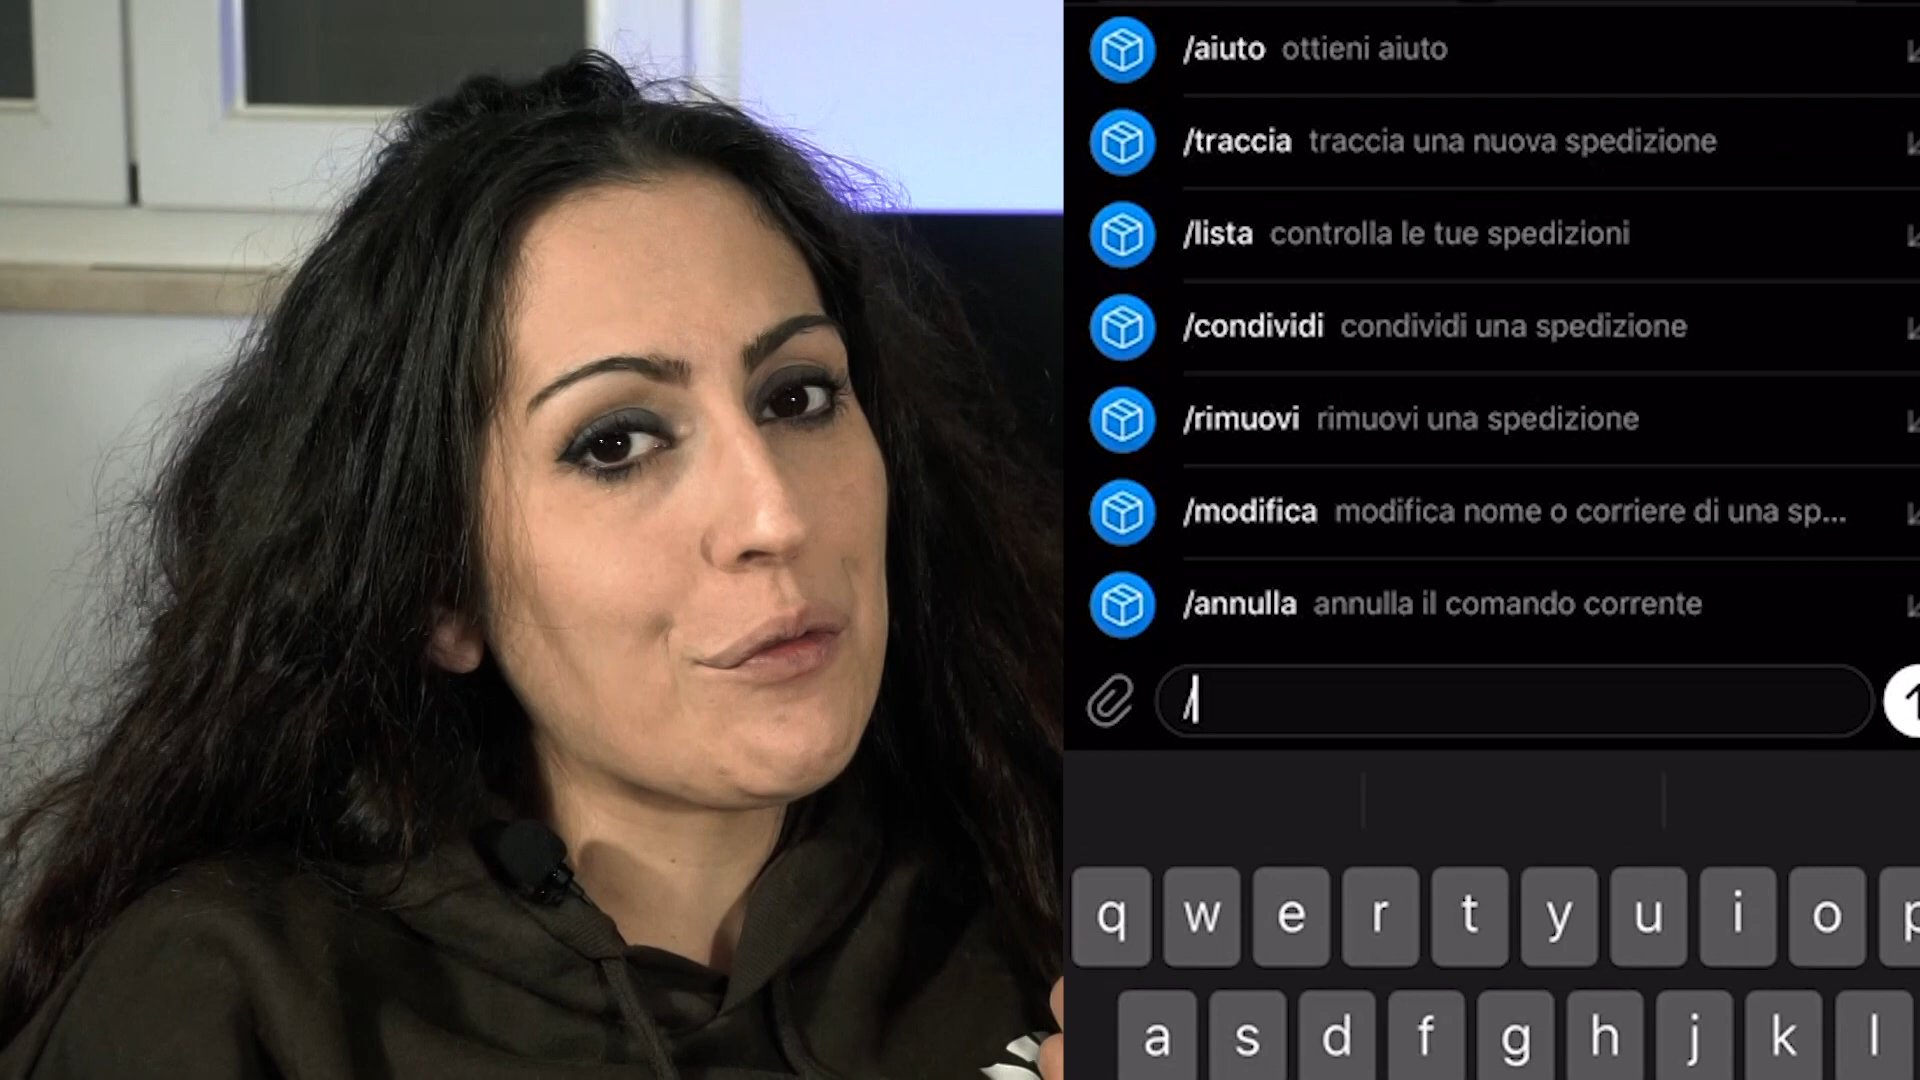 /aiuto ottieni aiuto
/traccia traccia una nuova spedizione
/lista controlla le tue spedizioni
/condividi condividi una spedizione
/rimuovi rimuovi una spedizione
/modifica modifica nome o corriere di una sp...
/annulla annulla il comando corrente
/
q w e r t y u i o p
a s d f g h j k l